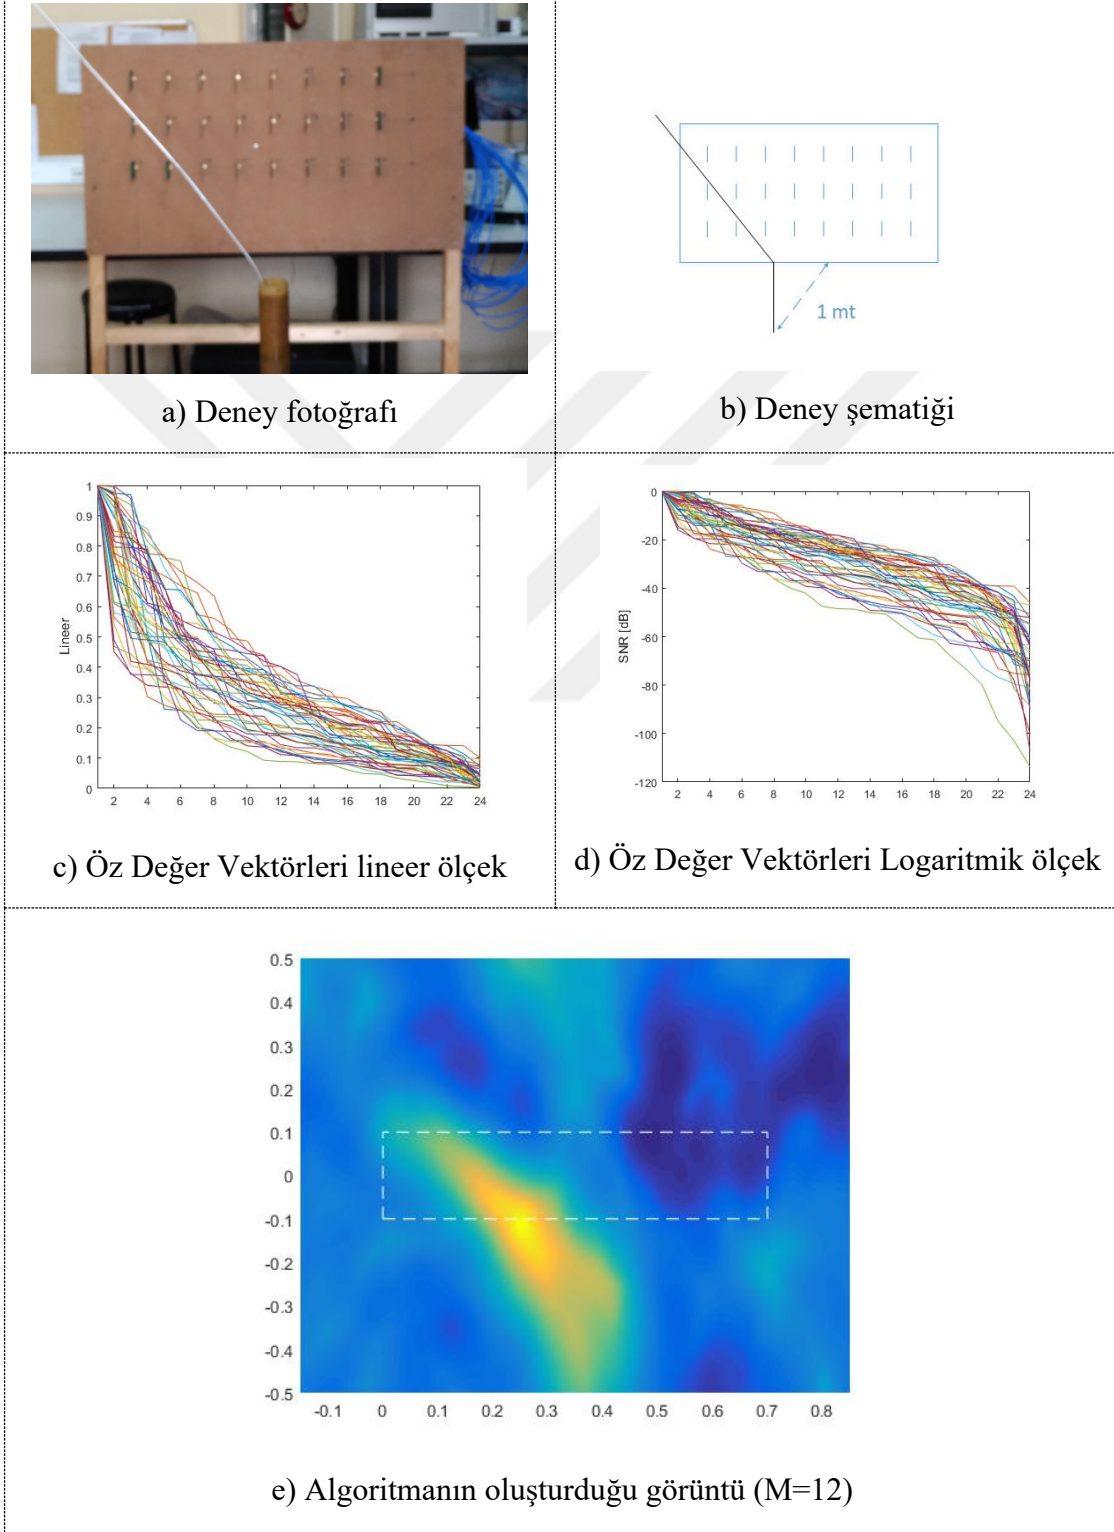 1 mt
a) Deney fotoğrafı
b) Deney şematiği
Lineer
1
0.9
0.8
0.7
0.6
0.5
0.4
0.3
0.2
0.1
0
2 4 6 8 10 12 14 16 18 20 22 24
SNR [dB]
0
-20
-40
-60
-80
-100
-120
2 4 6 8 10 12 14 16 18 20 22 24
c) Öz Değer Vektörleri lineer ölçek
d) Öz Değer Vektörleri Logaritmik ölçek
0.5
0.4
0.3
0.2
0.1
0
-0.1
-0.2
-0.3
-0.4
-0.5
-0.1 0 0.1 0.2 0.3 0.4 0.5 0.6 0.7 0.8
e) Algoritmanın oluşturduğu görüntü (M=12)